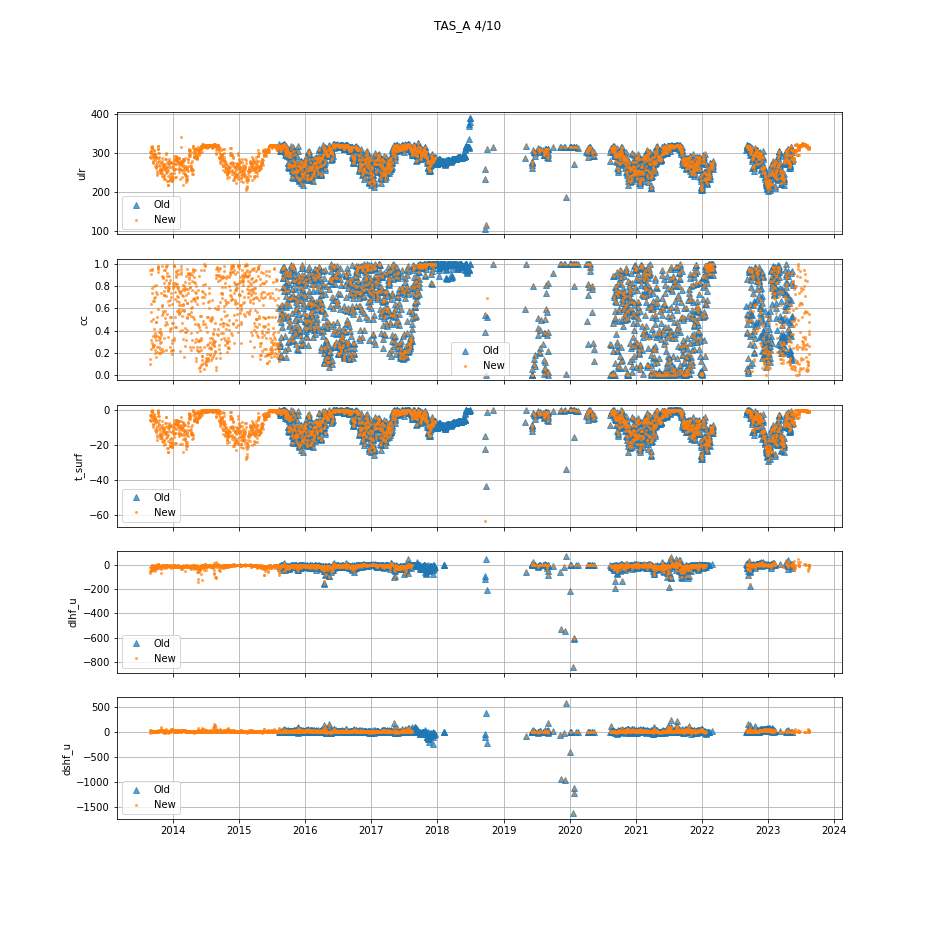 TAS_A 4/10
400
300
200
100
ulr
Old
New
1.0
0.8
0.6
0.4
0.2
0.0
cc
Old
New
0
−20
−40
−60
t_surf
Old
New
0
−200
−400
−600
−800
dlhf_u
Old
New
500
0
−500
−1000
−1500
dshf_u
Old
New
2014 2015 2016 2017 2018 2019 2020 2021 2022 2023 2024